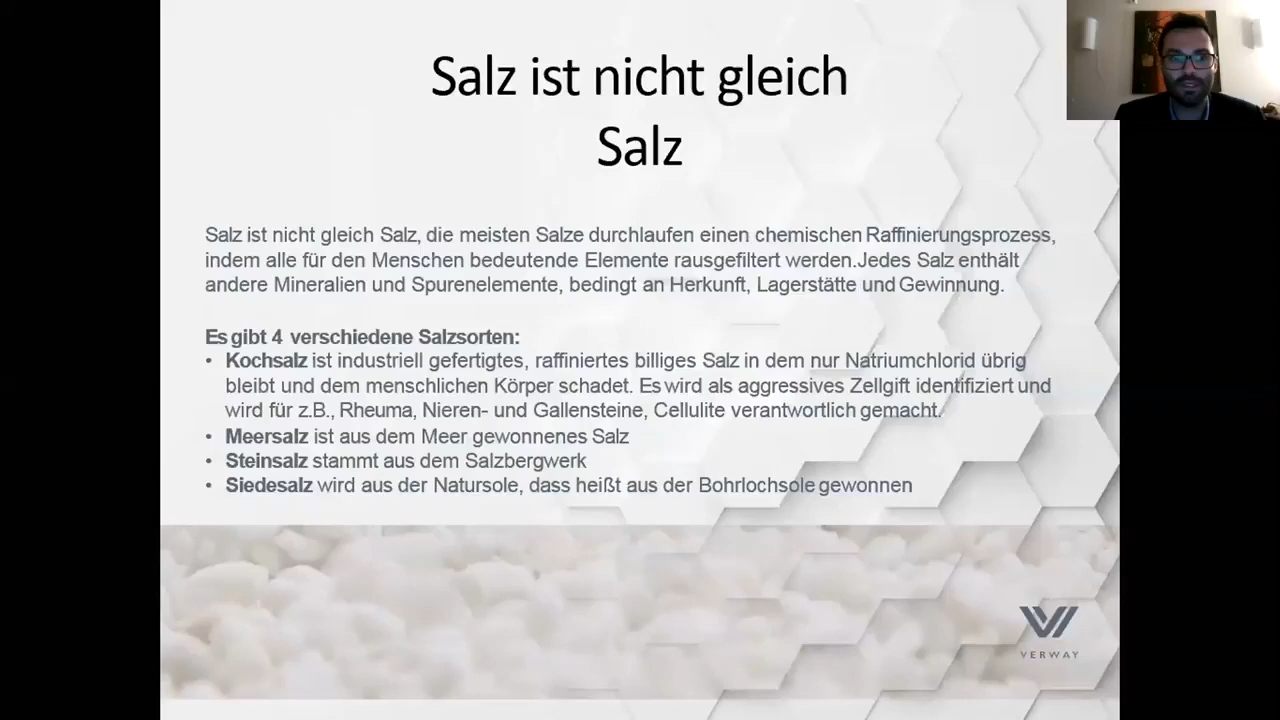 Salz ist nicht gleich
Salz
Salz ist nicht gleich Salz, die meisten Salze durchlaufen einen chemischen Raffinierungsprozess,
indem alle für den Menschen bedeutende Elemente rausgefiltert werden.Jedes Salz enthält
andere Mineralien und Spurenelemente, bedingt an Herkunft, Lagerstätte und Gewinnung.
Es gibt 4 verschiedene Salzsorten:
• Kochsalz ist industriell gefertigtes, raffiniertes billiges Salz in dem nur Natriumchlorid übrig
bleibt und dem menschlichen Körper schadet. Es wird als aggressives Zellgift identifiziert und
wird für z.B., Rheuma, Nieren- und Gallensteine, Cellulite verantwortlich gemacht.
• Meersalz ist aus dem Meer gewonnenes Salz
• Steinsalz stammt aus dem Salzbergwerk
• Siedesalz wird aus der Natursole, dass heißt aus der Bohrlochsole gewonnen
VERWAY